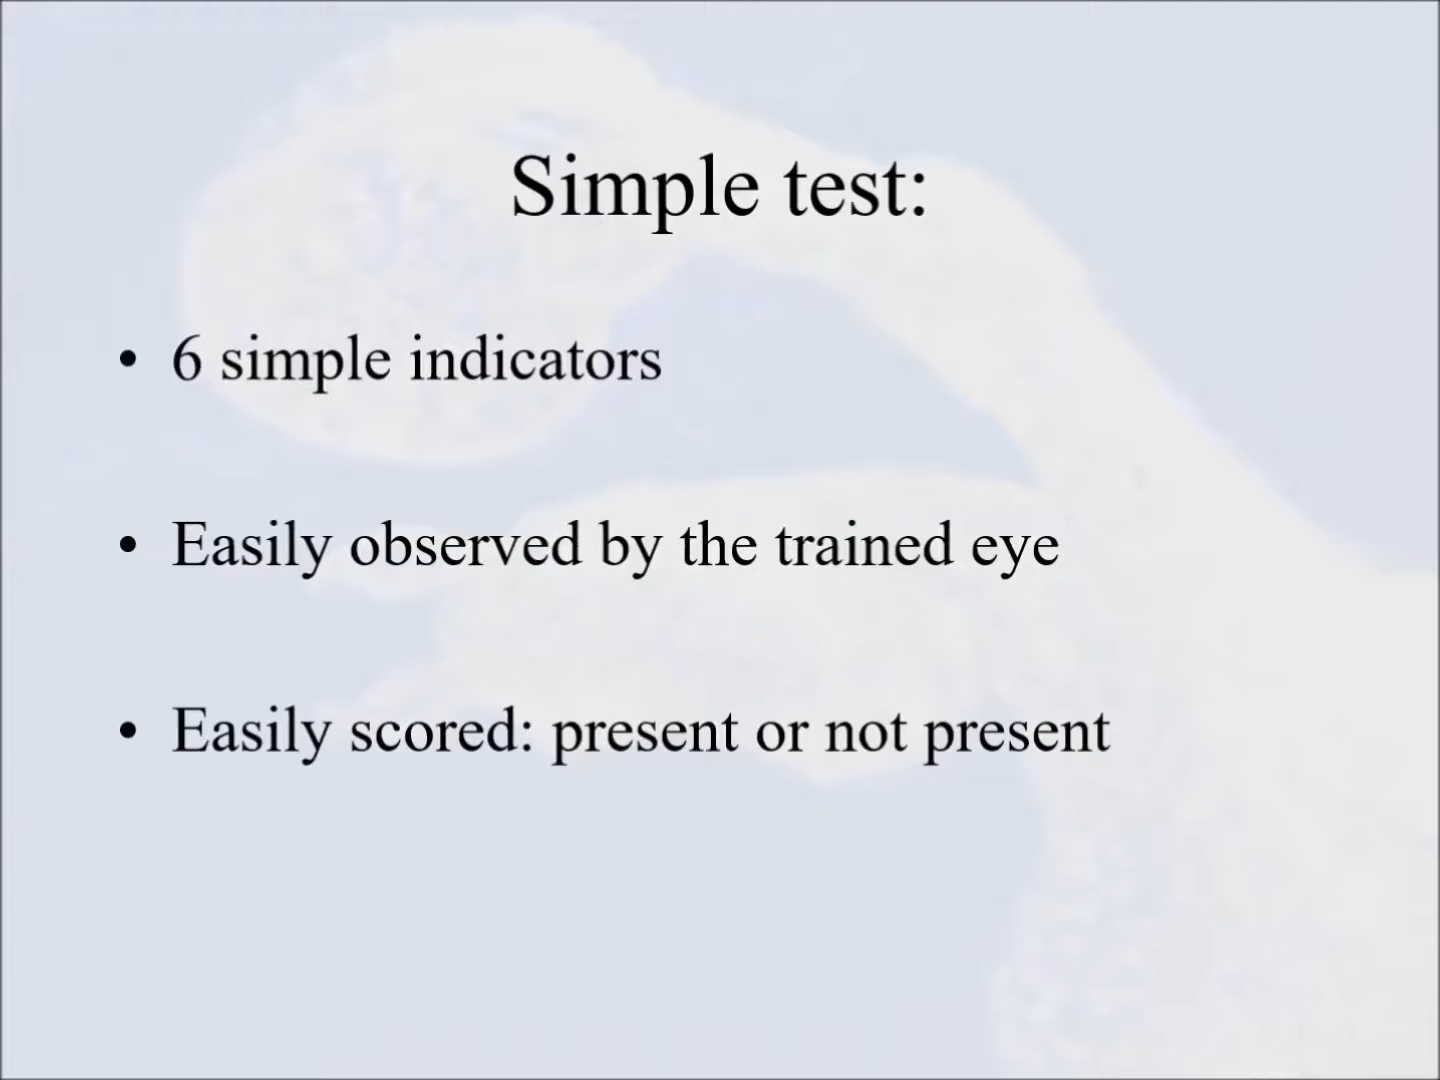 Simple test:
• 6 simple indicators
• Easily observed by the trained eye
• Easily scored: present or not present